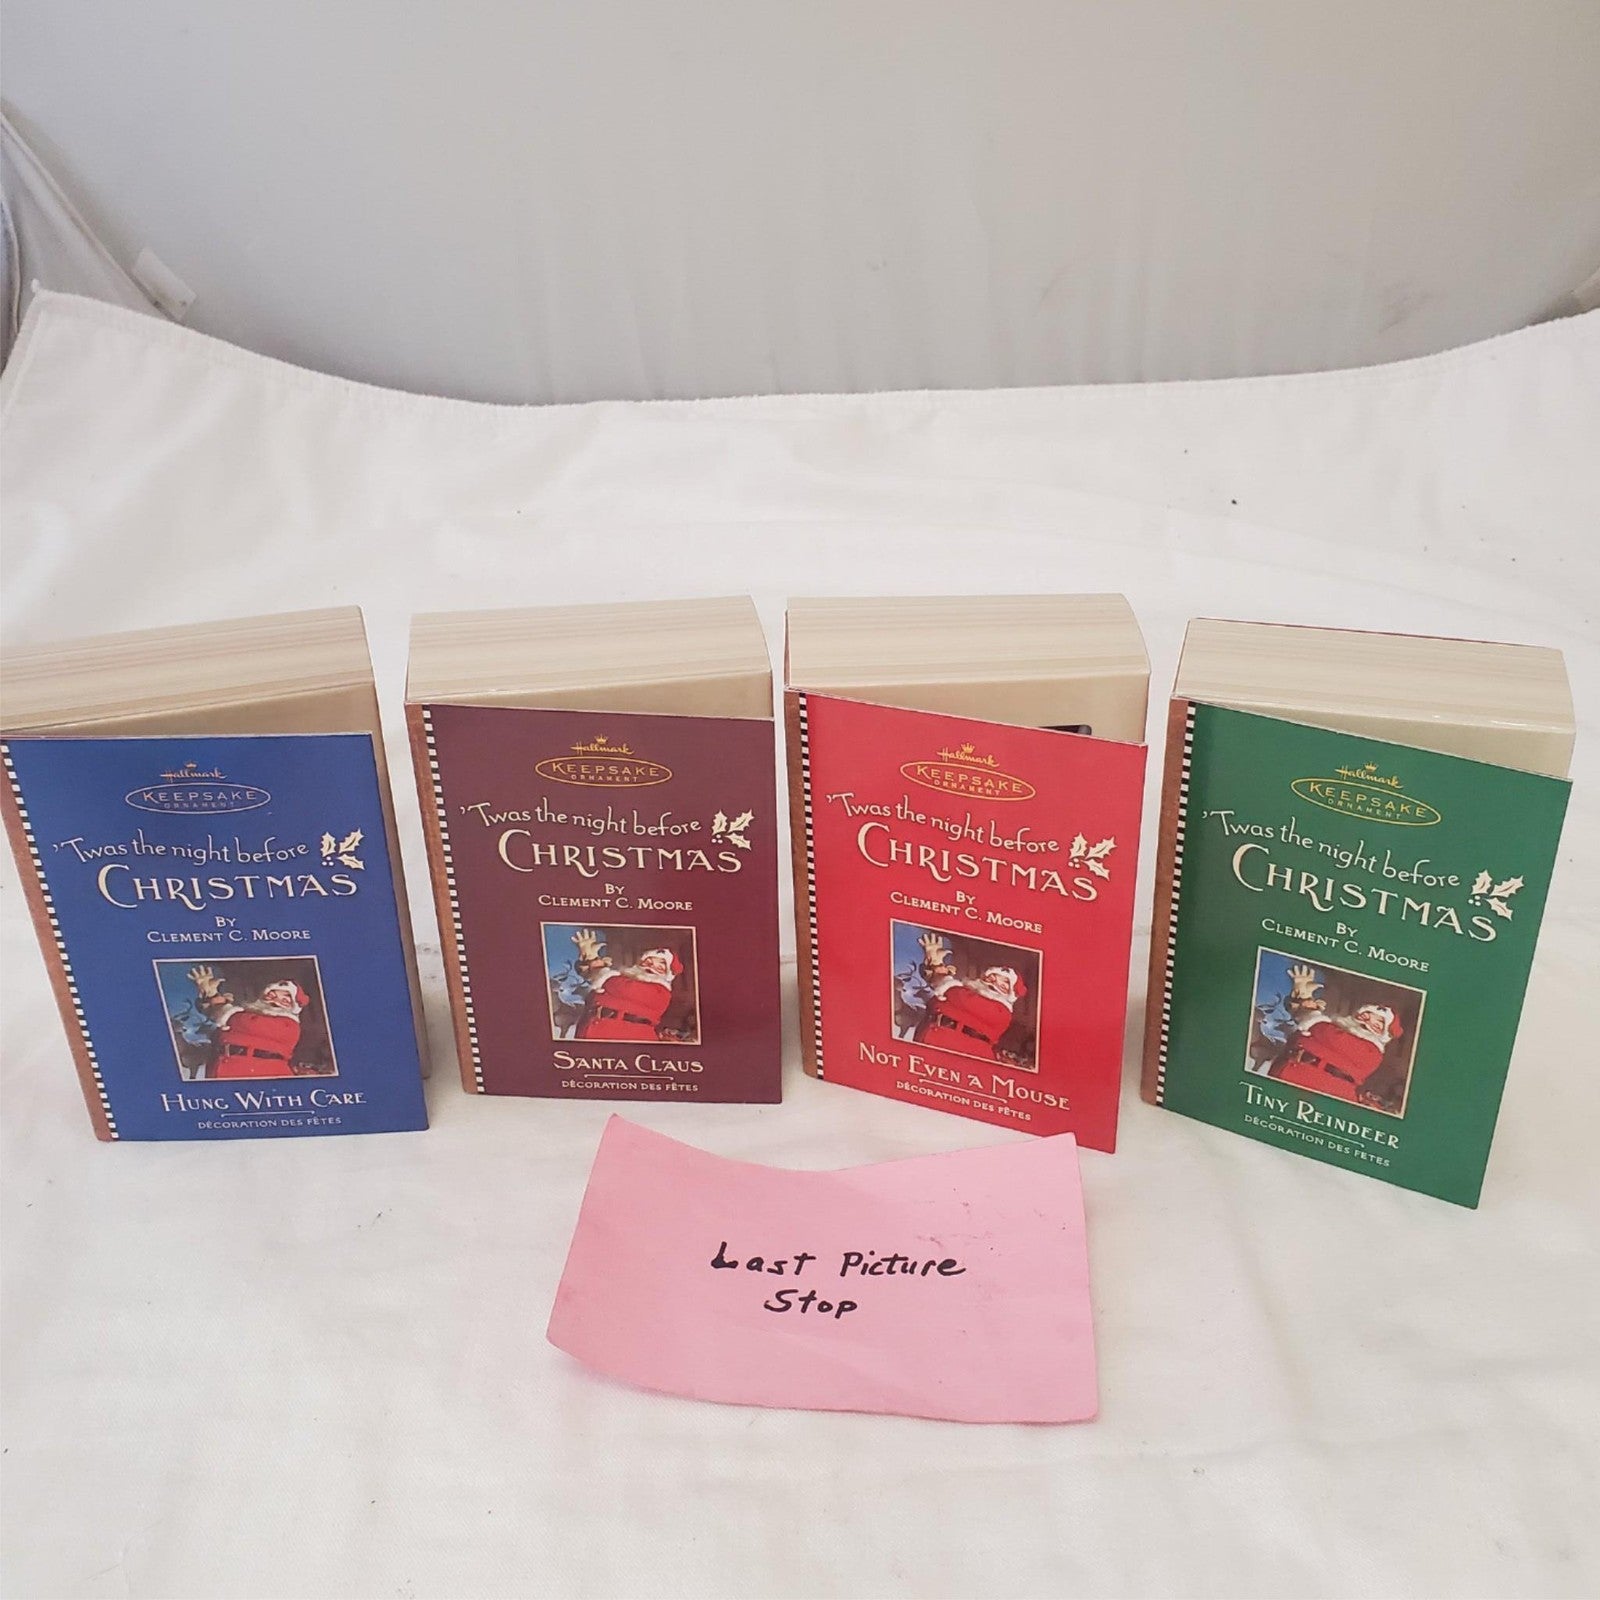 Hallmark
KEEPSAKE
ORNAMENT
'Twas the night before
CHRISTMAS
BY
CLEMENT C. MOORE
HUNG WITH CARE
DÉCORATION DES FÊTES
Hallmark
KEEPSAKE
ORNAMENT
'Twas the night before
CHRISTMAS
BY
CLEMENT C. MOORE
SANTA CLAUS
DÉCORATION DES FÊTES
Hallmark
KEEPSAKE
ORNAMENT
'Twas the night before
CHRISTMAS
BY
CLEMENT C. MOORE
NOT EVEN A MOUSE
DÉCORATION DES FÊTES
Hallmark
KEEPSAKE
ORNAMENT
'Twas the night before
CHRISTMAS
BY
CLEMENT C. MOORE
TINY REINDEER
DÉCORATION DES FÊTES
Last Picture
Stop